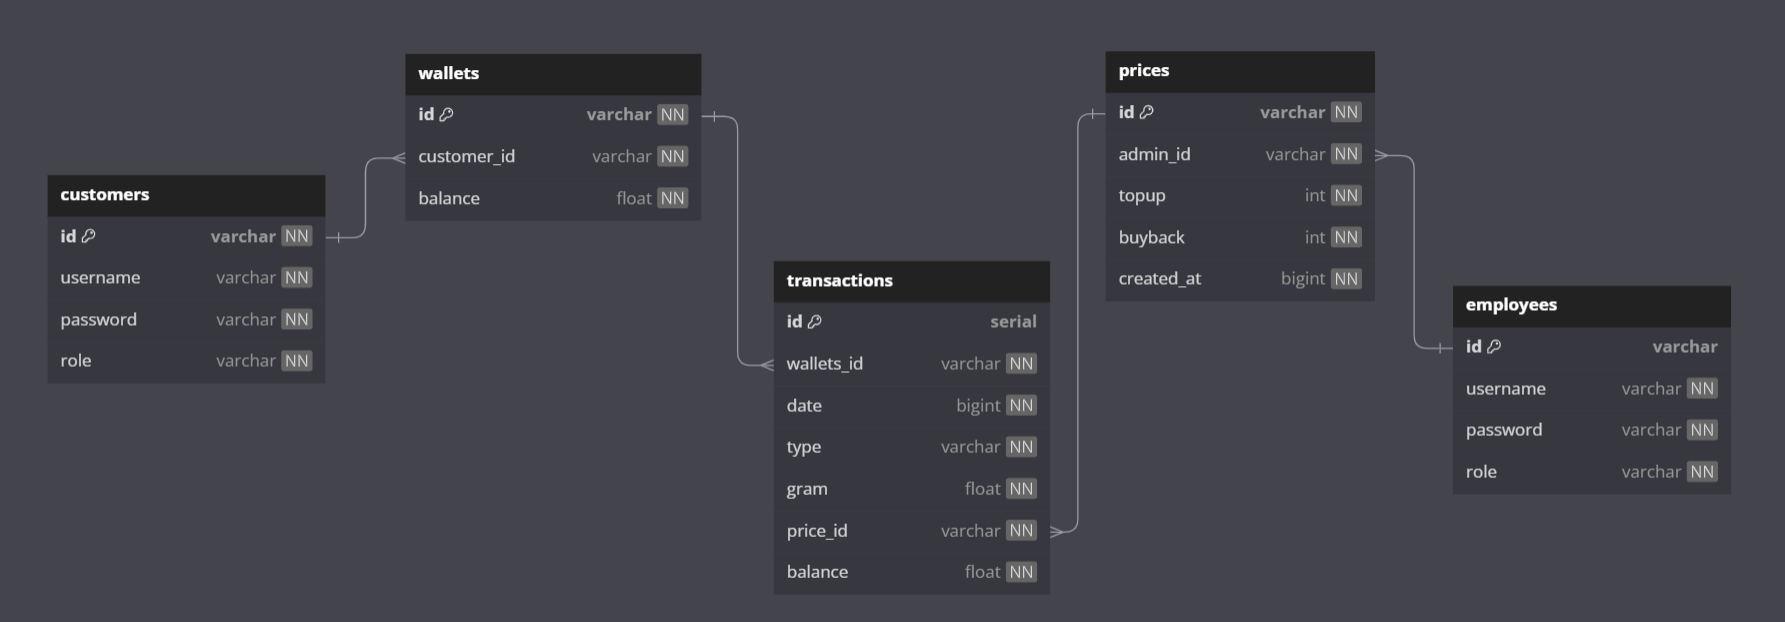 customers
id varchar NN
username varchar NN
password varchar NN
role varchar NN
wallets
id varchar NN
customer_id varchar NN
balance float NN
transactions
id serial
wallets_id varchar NN
date bigint NN
type varchar NN
gram float NN
price_id varchar NN
balance float NN
prices
id varchar NN
admin_id varchar NN
topup int NN
buyback int NN
created_at bigint NN
employees
id varchar
username varchar NN
password varchar NN
role varchar NN